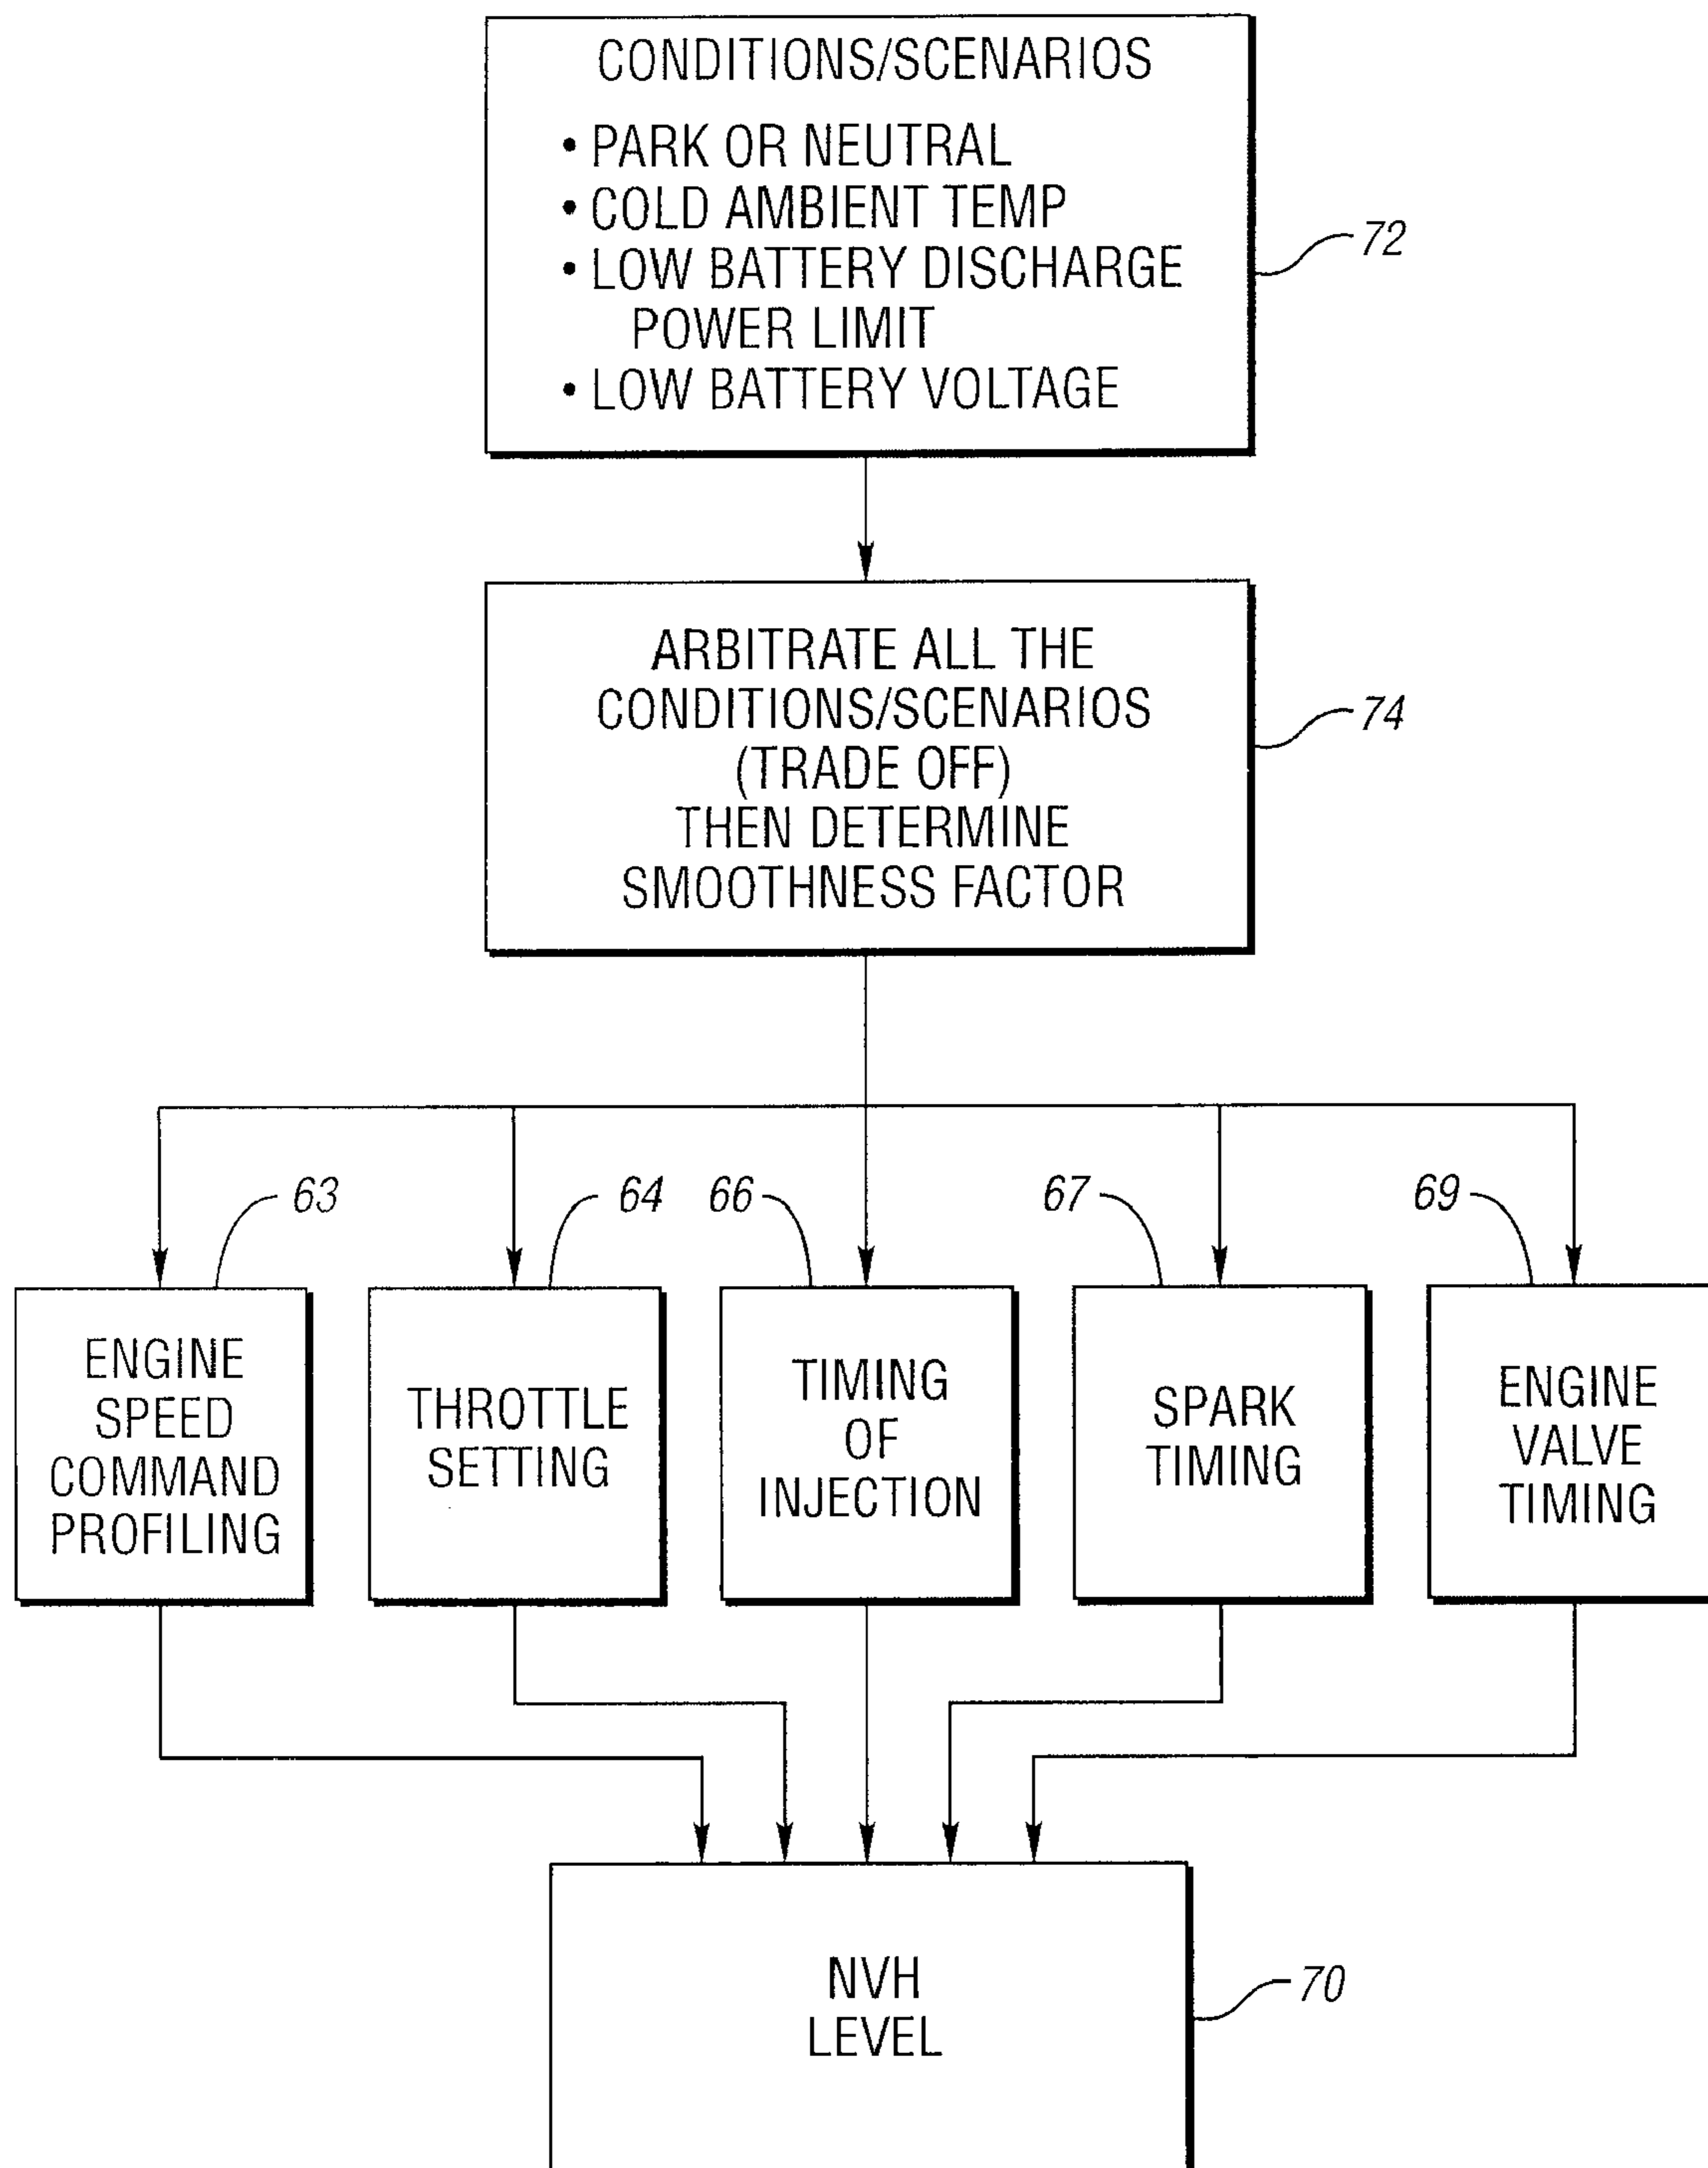 CONDITIONS/SCENARIOS
• PARK OR NEUTRAL
• COLD AMBIENT TEMP
• LOW BATTERY DISCHARGE
POWER LIMIT
• LOW BATTERY VOLTAGE
72
ARBITRATE ALL THE
CONDITIONS/SCENARIOS
(TRADE OFF)
THEN DETERMINE
SMOOTHNESS FACTOR
74
63
64
66
67
69
ENGINE
SPEED
COMMAND
PROFILING
THROTTLE
SETTING
TIMING
OF
INJECTION
SPARK
TIMING
ENGINE
VALVE
TIMING
NVH
LEVEL
70